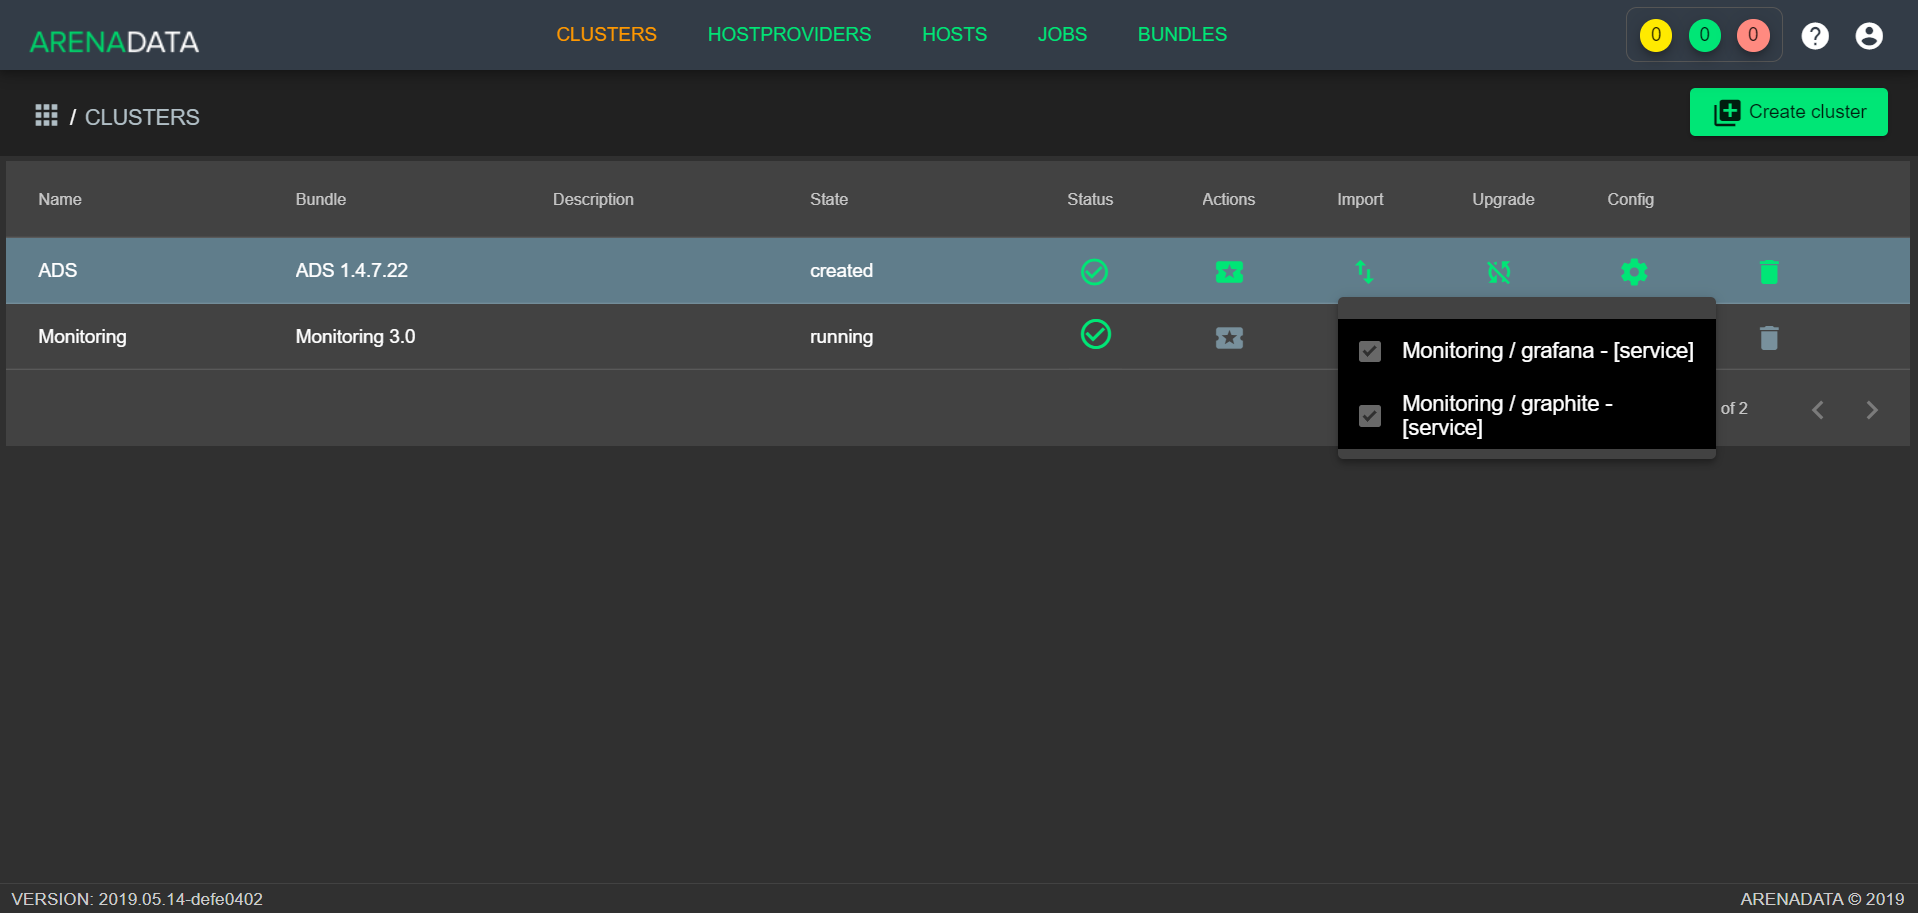 ARENADATA
CLUSTERS HOSTPROVIDERS HOSTS JOBS BUNDLES
0 0 0 ?
/ CLUSTERS
Create cluster
Name Bundle Description State Status Actions Import Upgrade Config
ADS ADS 1.4.7.22 created
Monitoring Monitoring 3.0 running
Monitoring / grafana - [service]
Monitoring / graphite -
[service]
of 2
VERSION: 2019.05.14-defe0402
ARENADATA © 2019